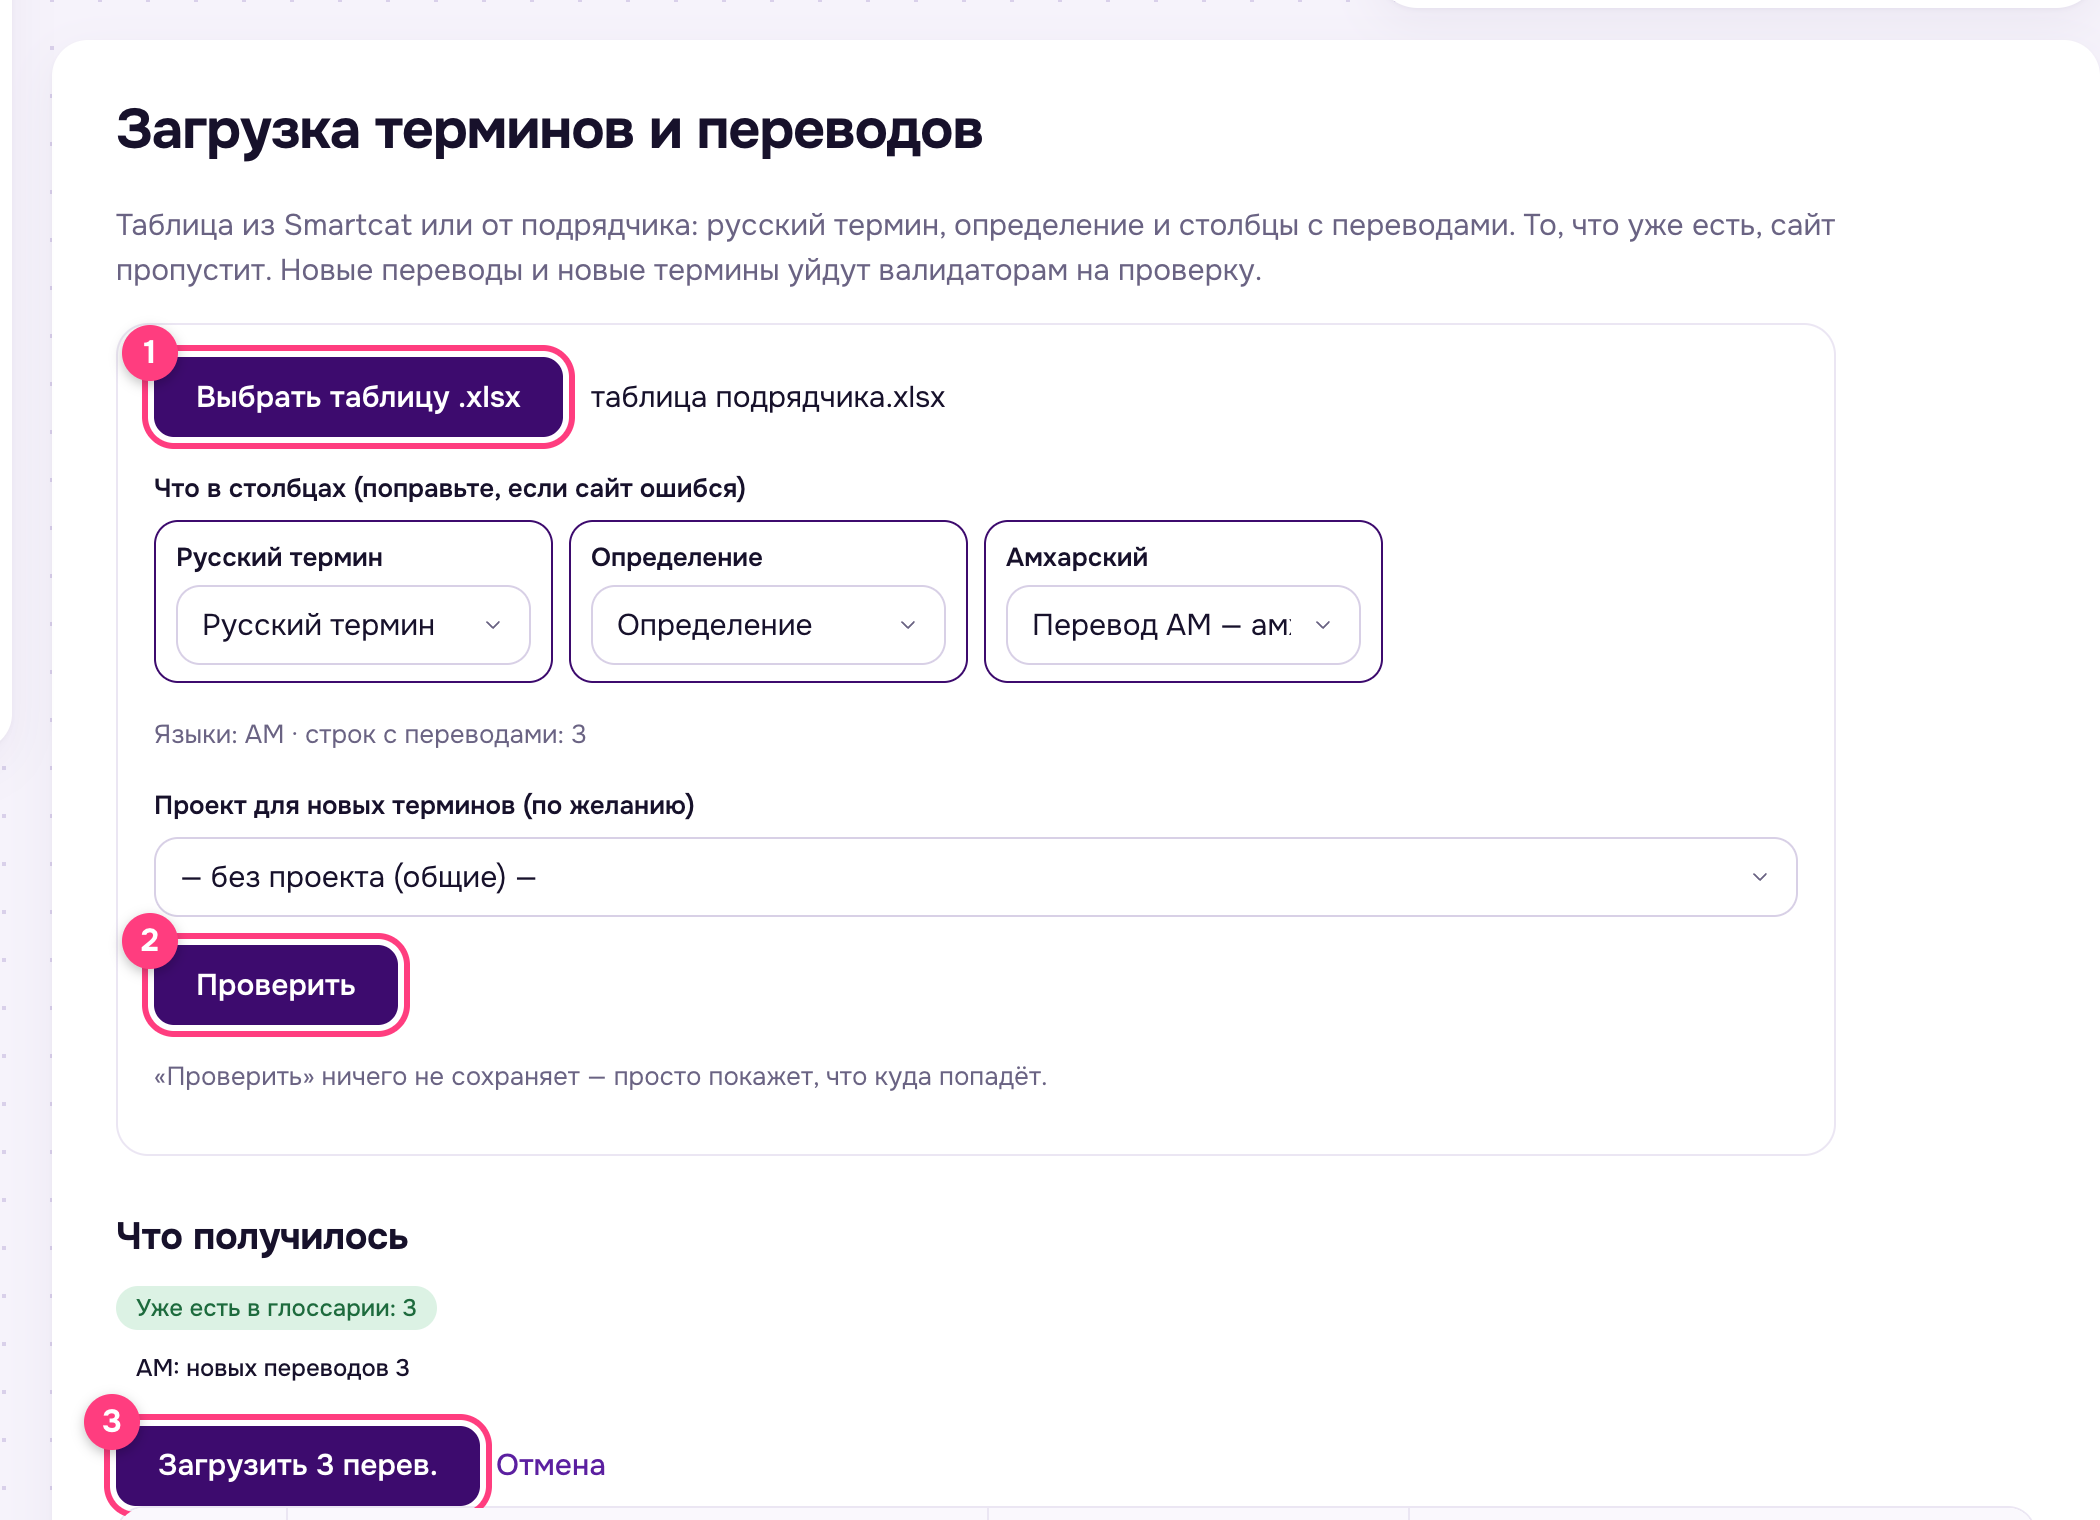 Загрузка терминов и переводов
Таблица из Smartcat или от подрядчика: русский термин, определение и столбцы с переводами. То, что уже есть, сайт
пропустит. Новые переводы и новые термины уйдут валидаторам на проверку.
1
Выбрать таблицу .xlsx таблица подрядчика.xlsx
Что в столбцах (поправьте, если сайт ошибся)
Русский термин Определение Амхарский
Русский термин Определение Перевод AM — ам
Языки: AM · строк с переводами: 3
Проект для новых терминов (по желанию)
— без проекта (общие) —
2
Проверить
«Проверить» ничего не сохраняет — просто покажет, что куда попадёт.
Что получилось
Уже есть в глоссарии: 3
AM: новых переводов 3
3
Загрузить 3 перев. Отмена